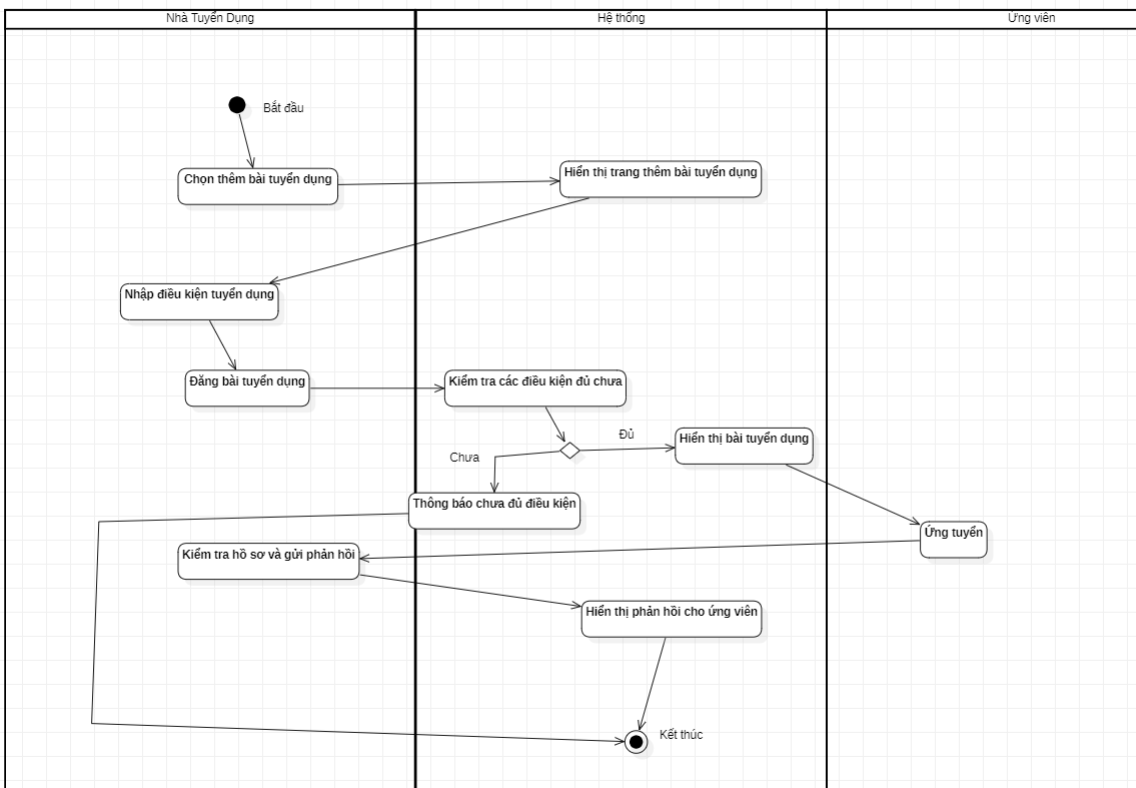 Nhà Tuyển Dụng
Hệ thống
Ứng viên
Bắt đầu
Chọn thêm bài tuyển dụng
Hiển thị trang thêm bài tuyển dụng
Nhập điều kiện tuyển dụng
Đăng bài tuyển dụng
Kiểm tra các điều kiện đủ chưa
Đủ
Hiển thị bài tuyển dụng
Chưa
Thông báo chưa đủ điều kiện
Ứng tuyển
Kiểm tra hồ sơ và gửi phản hồi
Hiển thị phản hồi cho ứng viên
Kết thúc